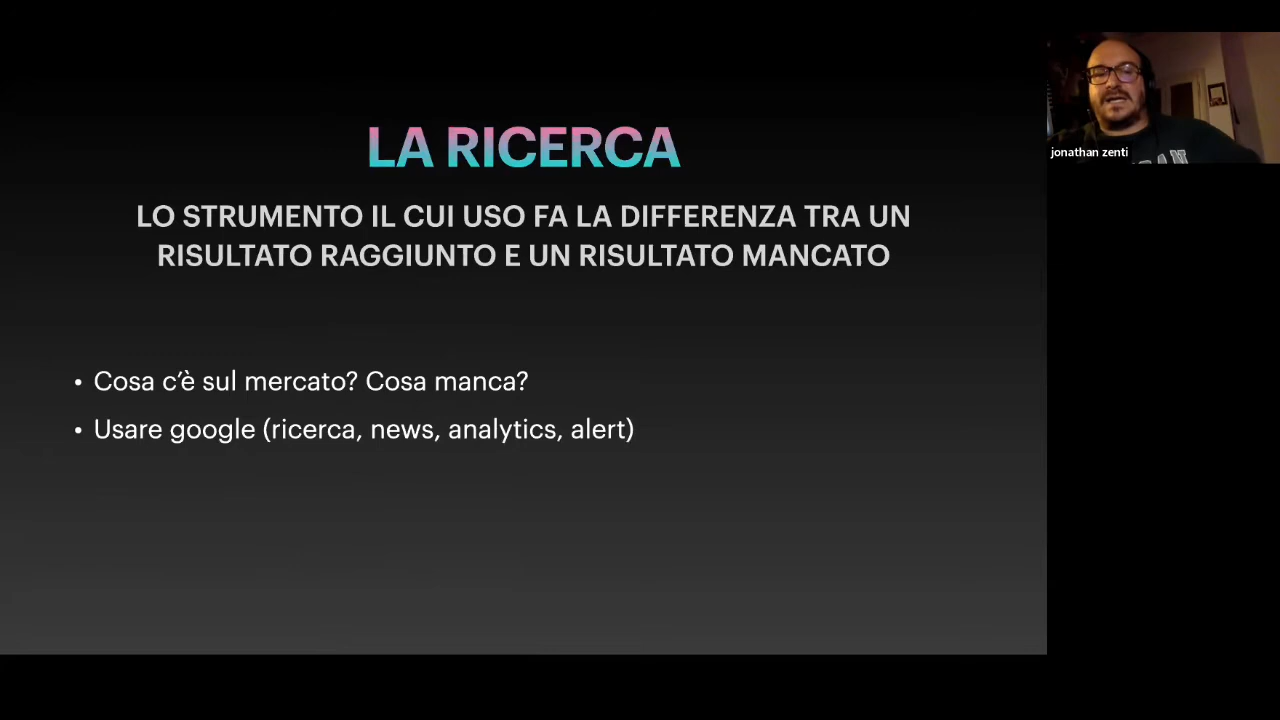 LA RICERCA
LO STRUMENTO IL CUI USO FA LA DIFFERENZA TRA UN
RISULTATO RAGGIUNTO E UN RISULTATO MANCATO
• Cosa c’è sul mercato? Cosa manca?
• Usare google (ricerca, news, analytics, alert)
jonathan zenti